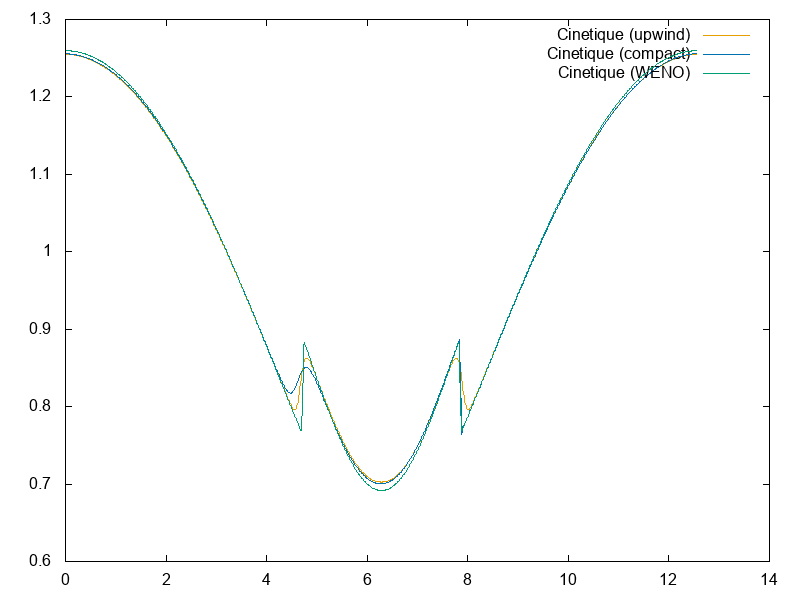 1.3
1.2
1.1
1
0.9
0.8
0.7
0.6
0 2 4 6 8 10 12 14
Cinetique (upwind)
Cinetique (compact)
Cinetique (WENO)